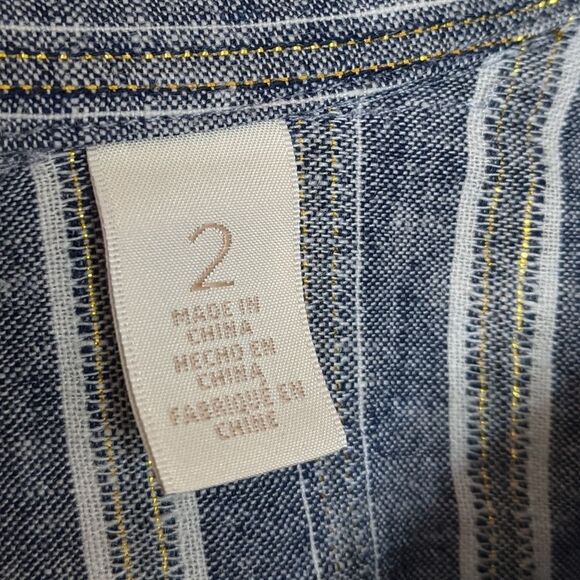 2
MADE IN
CHINA
HECHO EN
CHINA
FABRIQUÉ EN
CHINE